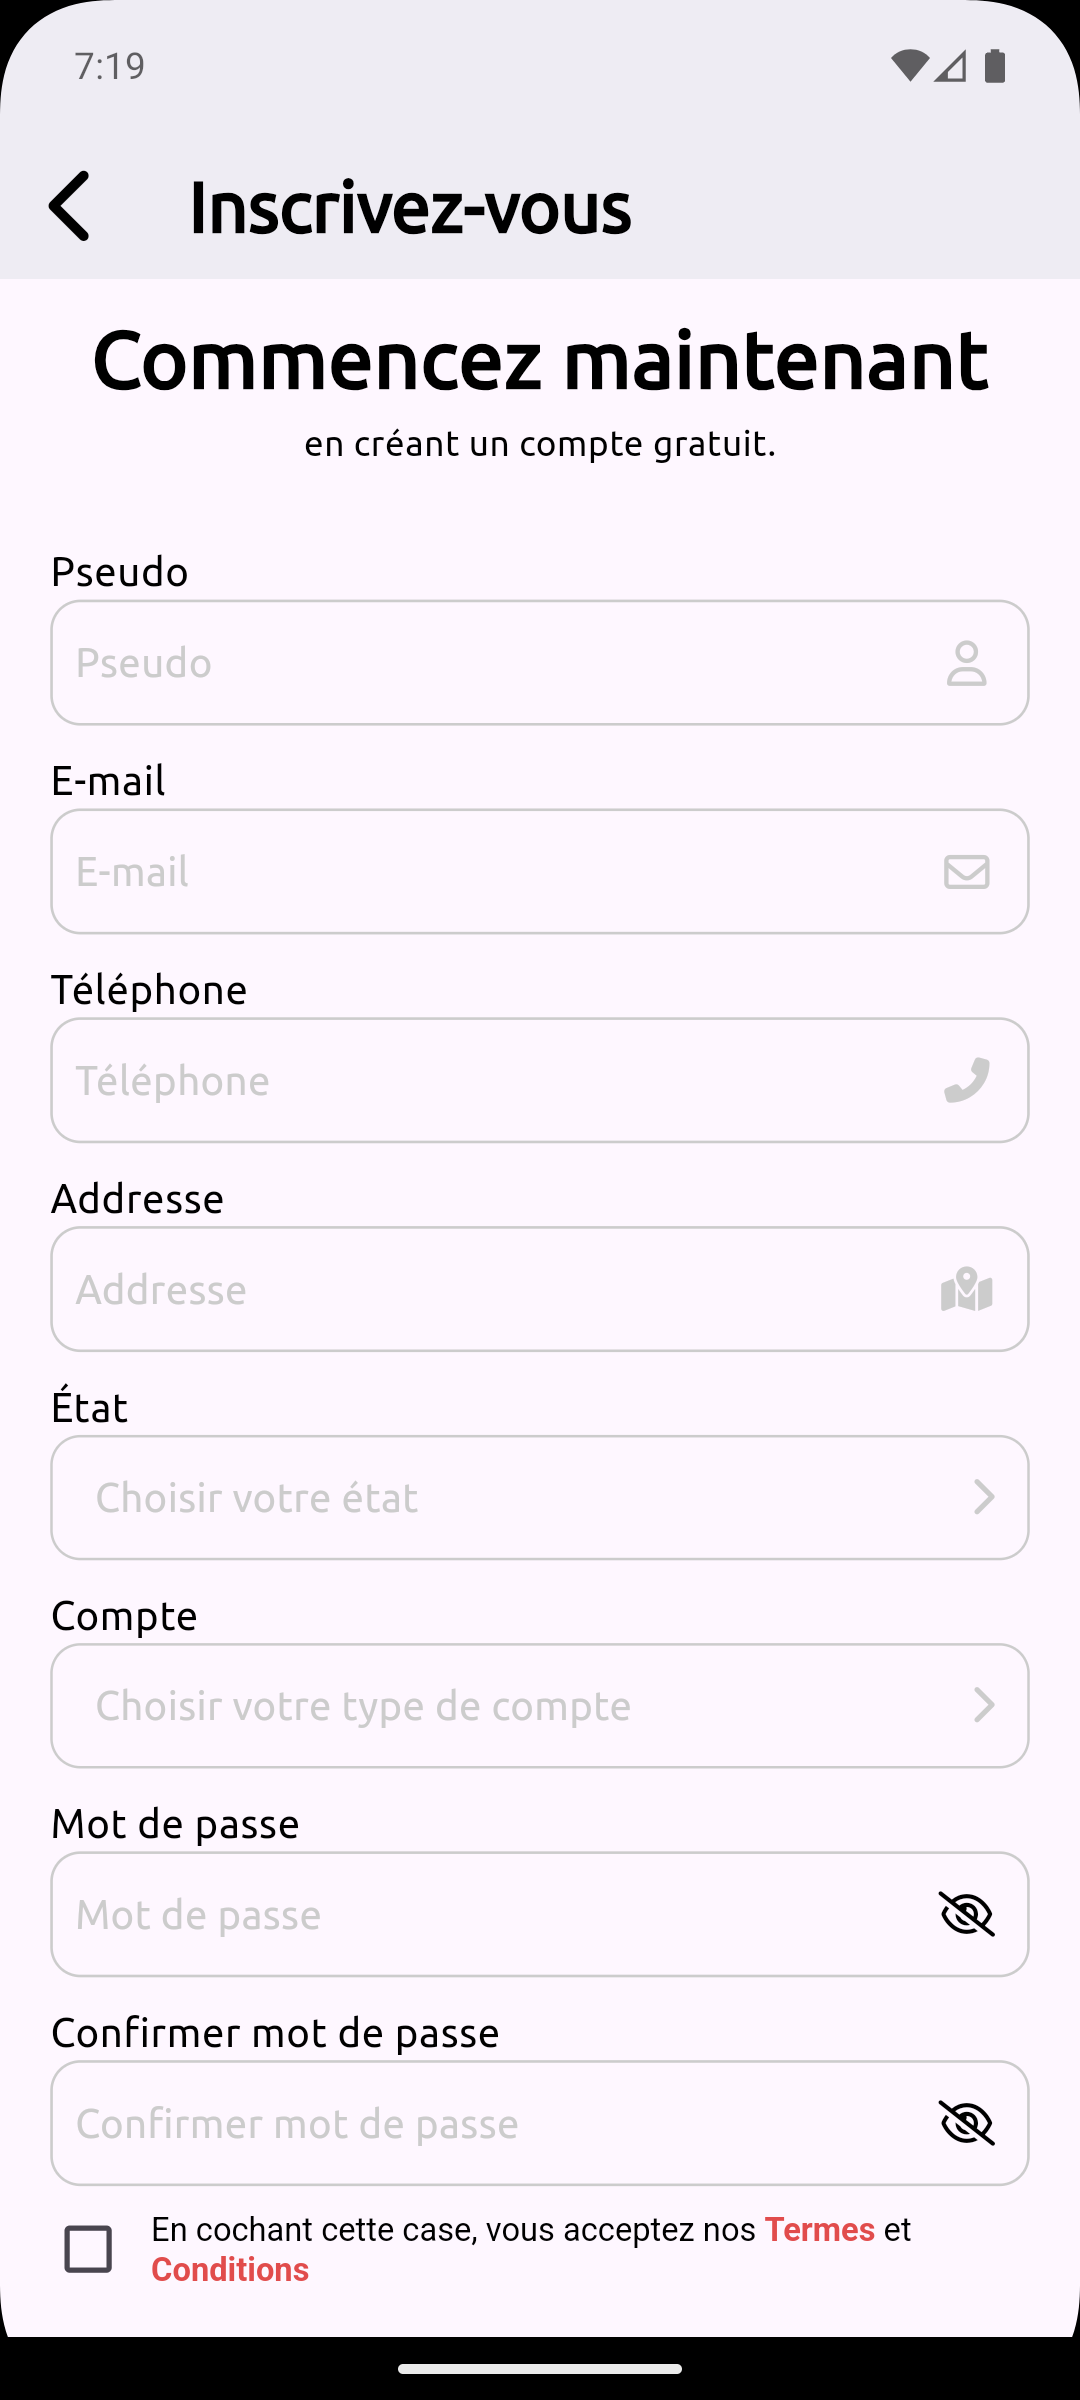 7:19
Inscrivez-vous
Commencez maintenant
en créant un compte gratuit.
Pseudo
Pseudo
E-mail
E-mail
Téléphone
Téléphone
Addresse
Addresse
État
Choisir votre état
Compte
Choisir votre type de compte
Mot de passe
Mot de passe
Confirmer mot de passe
Confirmer mot de passe
En cochant cette case, vous acceptez nos Termes et
Conditions